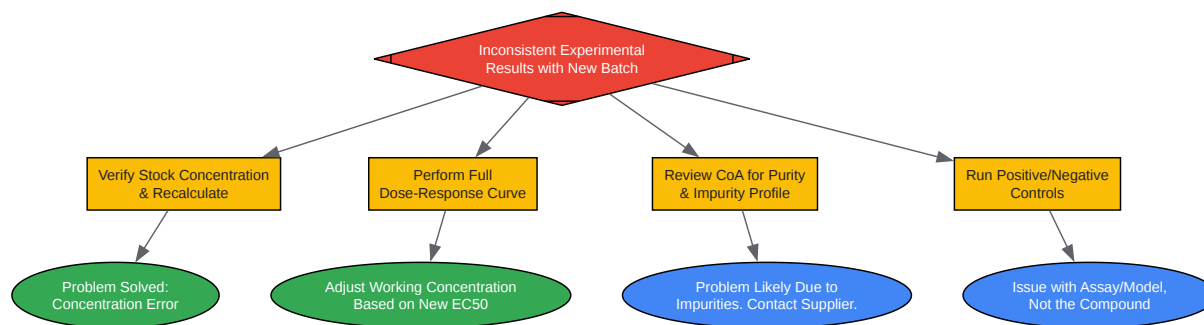 Inconsistent Experimental
Results with New Batch
Verify Stock Concentration
& Recalculate
Perform Full
Dose-Response Curve
Review CoA for Purity
& Impurity Profile
Run Positive/Negative
Controls
Problem Solved:
Concentration Error
Adjust Working Concentration
Based on New EC50
Problem Likely Due to
Impurities. Contact Supplier.
Issue with Assay/Model,
Not the Compound